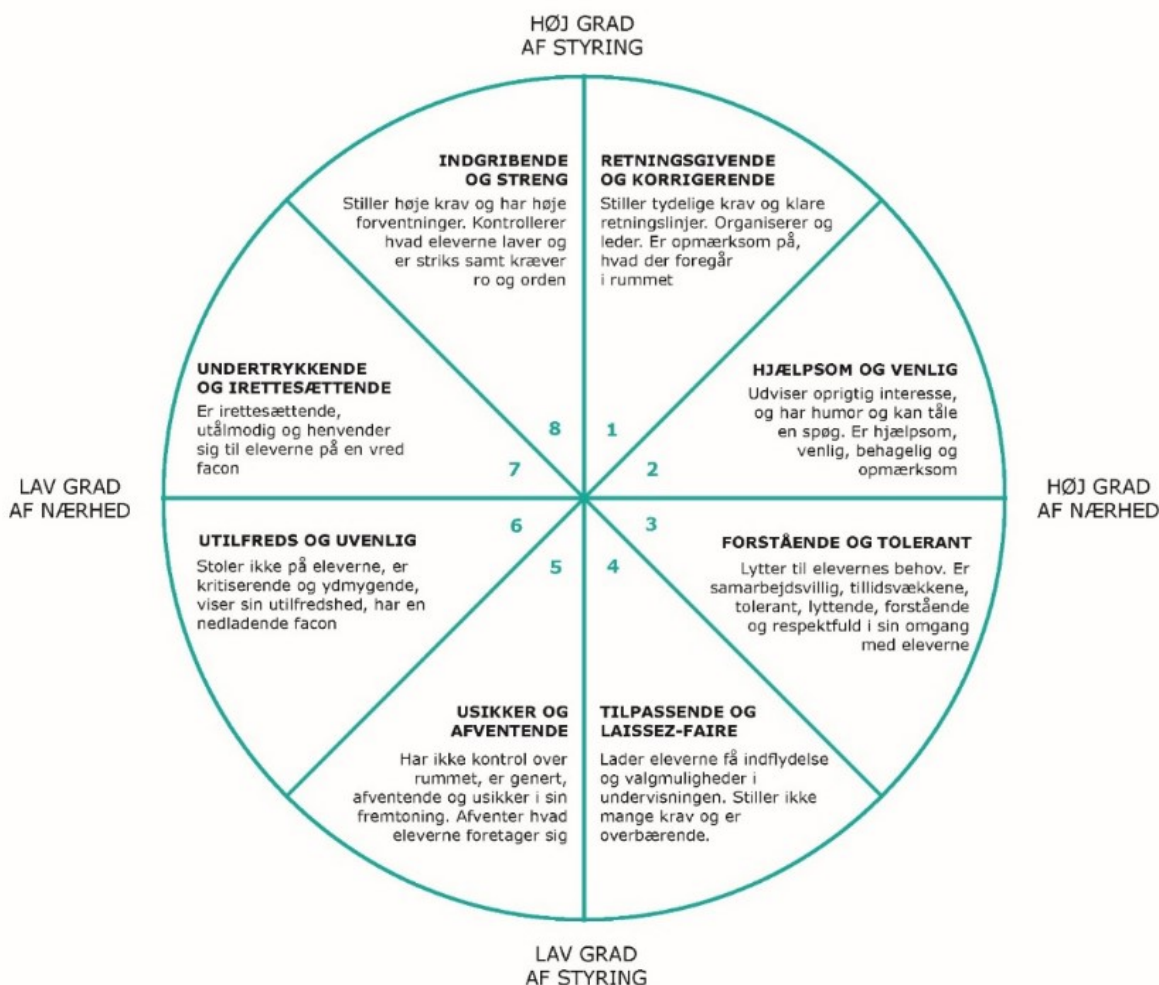 HØJ GRAD
AF STYRING
INDGRIBENDE
OG STRENG
Stiller høje krav og har høje
forventninger. Kontrollerer
hvad eleverne laver og
er striks samt kræver
ro og orden
RETNINGSGIVENDE
OG KORRIGERENDE
Stiller tydelige krav og klare
retningslinjer. Organiserer og
leder. Er opmærksom på,
hvad der foregår
i rummet
UNDERTRYKKENDE
OG IRETTESÆTTENDE
Er irettesættende,
utålmodig og henvender
sig til eleverne på en vred
facon
HJÆLPSOM OG VENLIG
Udviser oprigtig interesse,
og har humor og kan tåle
en spøg. Er hjælpsom,
venlig, behagelig og
opmærksom
8
1
7
2
LAV GRAD
AF NÆRHED
HØJ GRAD
AF NÆRHED
6
3
5
4
UTILFREDS OG UVENLIG
Stoler ikke på eleverne, er
kritiserende og ydmygende,
viser sin utilfredshed, har en
nedladende facon
FORSTÅENDE OG TOLERANT
Lytter til elevernes behov. Er
samarbejdsvillig, tillidsvækkene,
tolerant, lyttende, forstående
og respektfuld i sin omgang
med eleverne
USIKKER OG
AFVENTENDE
Har ikke kontrol over
rummet, er genert,
afventende og usikker i sin
fremtoning. Afventer hvad
eleverne foretager sig
TILPASSENDE OG
LAISSEZ-FAIRE
Lader eleverne få indflydelse
og valgmuligheder i
undervisningen. Stiller ikke
mange krav og er
overbærende.
LAV GRAD
AF STYRING